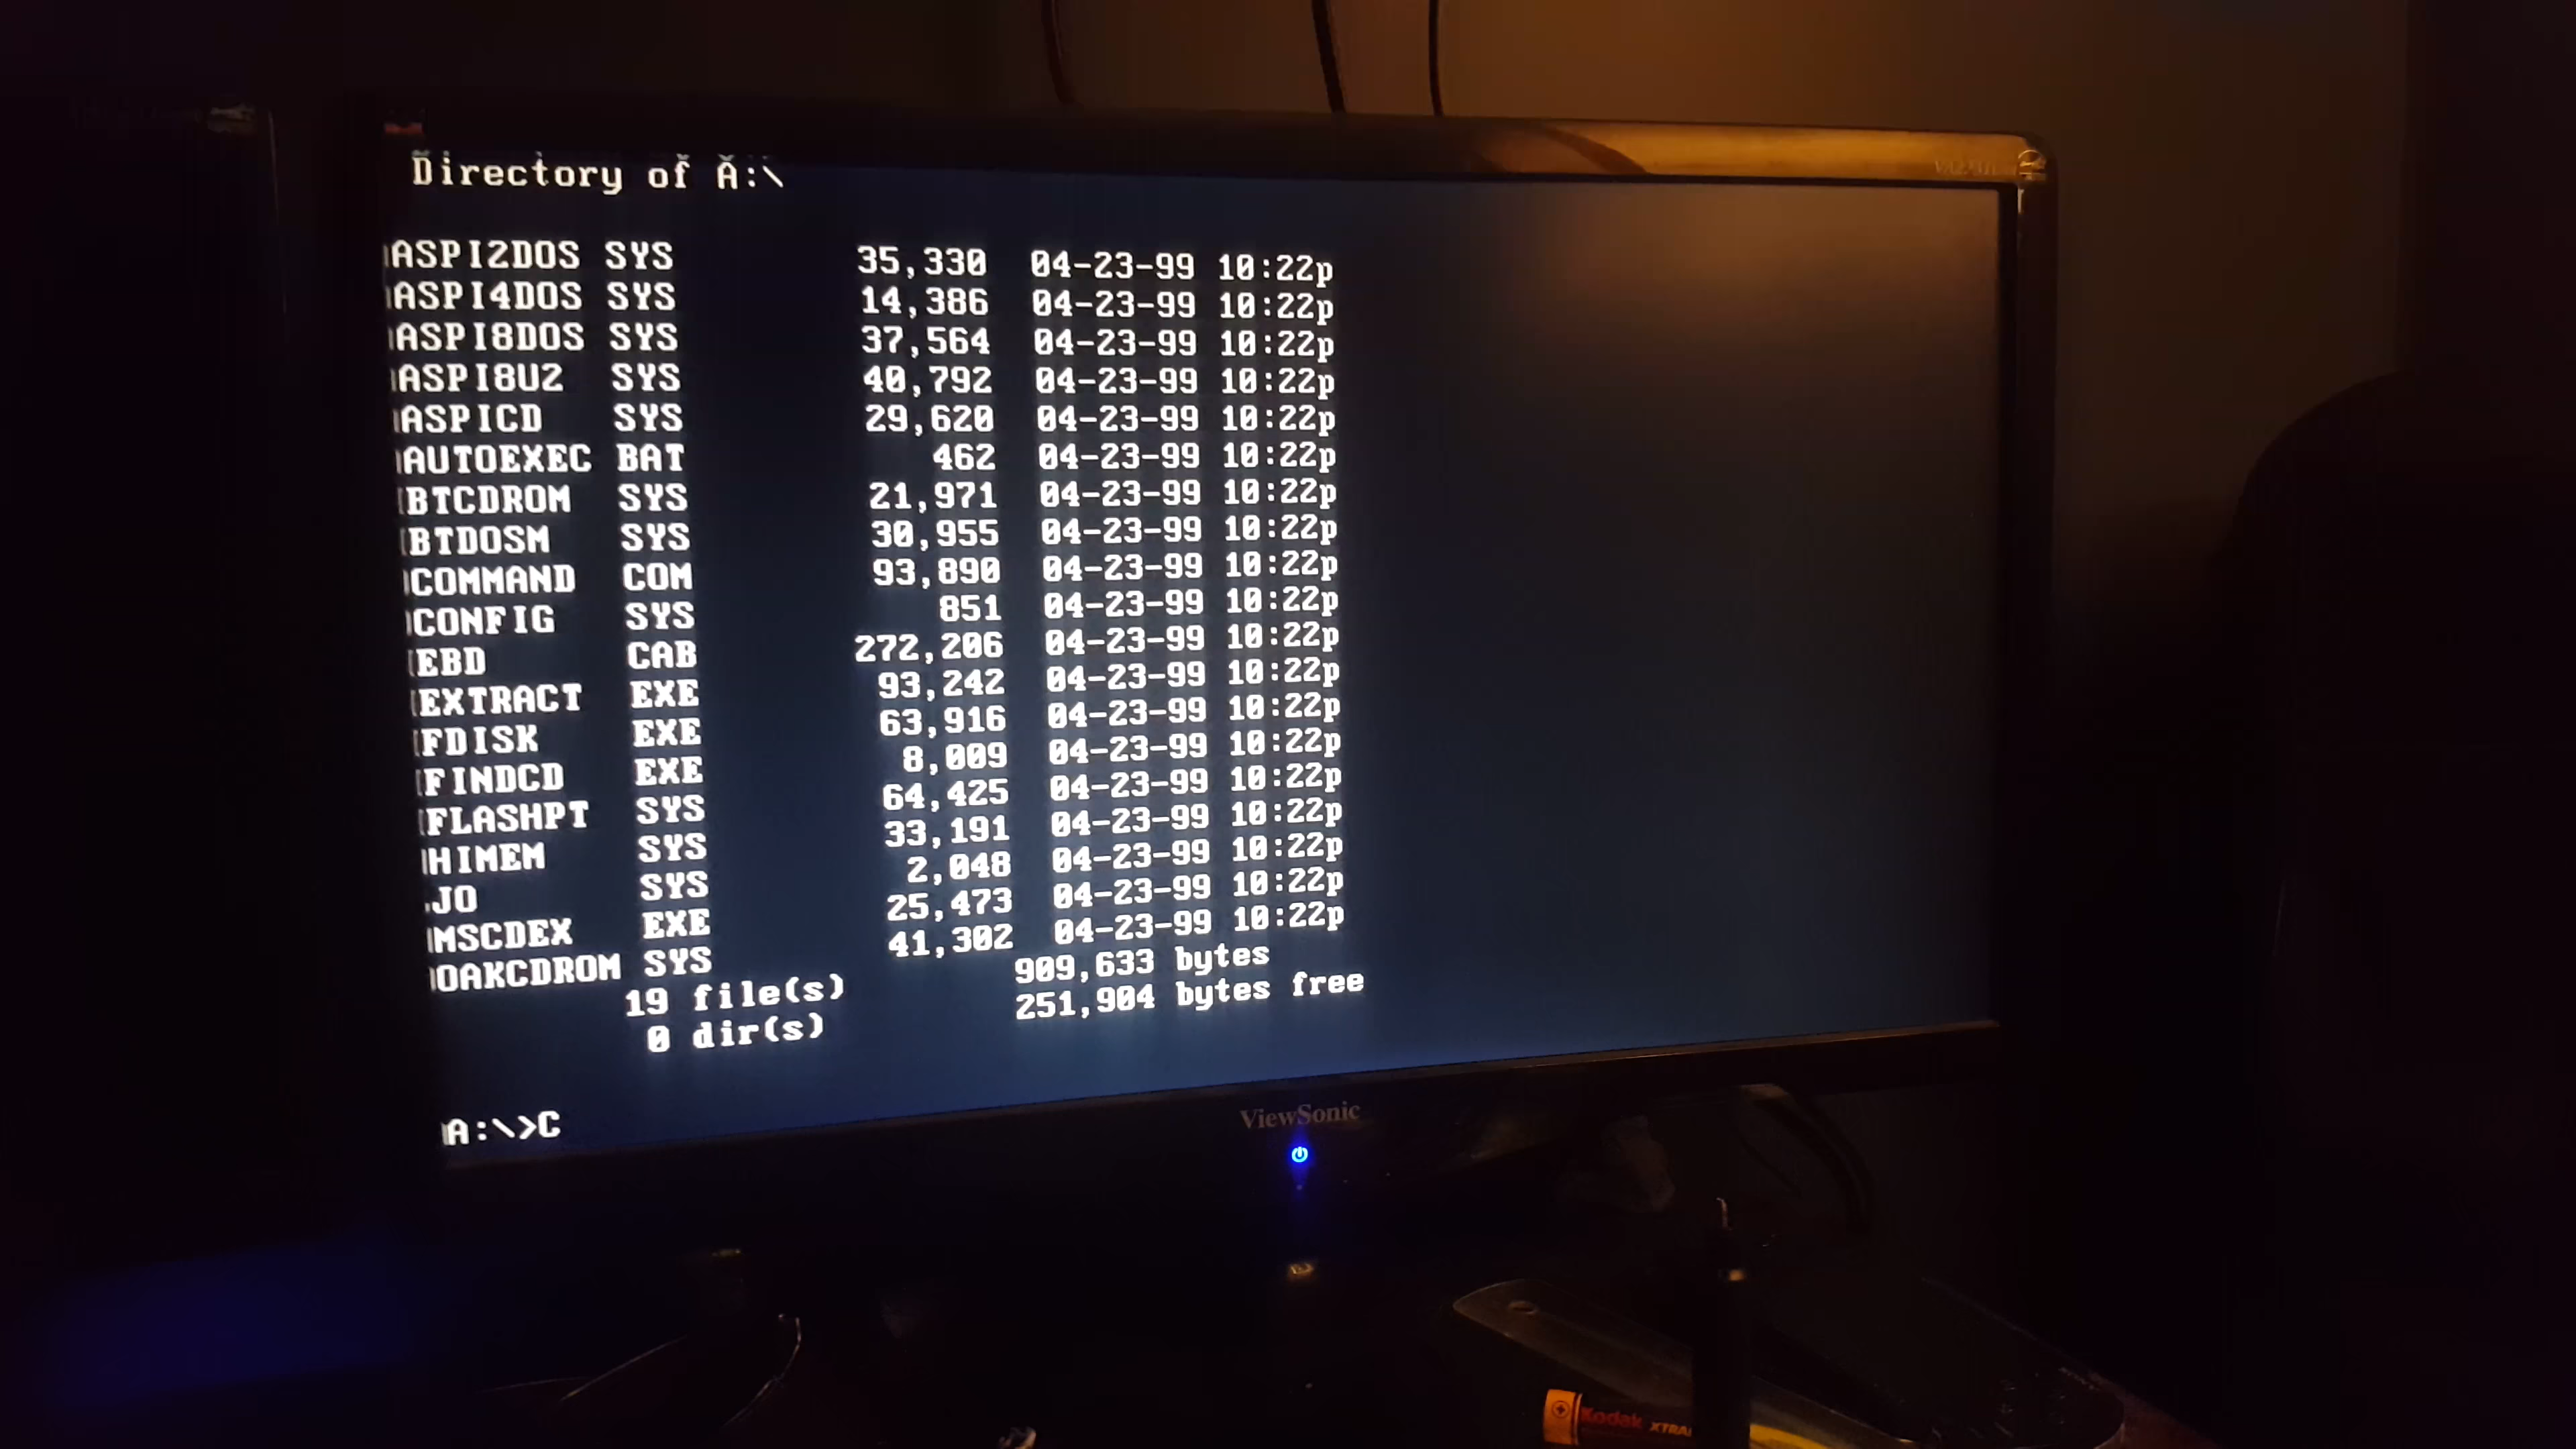 Directory of A:\
ASPI2DOS SYS 35,330 04-23-99 10:22p
ASPI4DOS SYS 14,386 04-23-99 10:22p
ASPI8DOS SYS 37,564 04-23-99 10:22p
ASPI8U2 SYS 40,792 04-23-99 10:22p
ASPICD SYS 29,620 04-23-99 10:22p
AUTOEXEC BAT 462 04-23-99 10:22p
BTCDROM SYS 21,971 04-23-99 10:22p
BTDOSM SYS 30,955 04-23-99 10:22p
COMMAND COM 93,890 04-23-99 10:22p
CONFIG SYS 851 04-23-99 10:22p
EBD CAB 272,206 04-23-99 10:22p
EXTRACT EXE 93,242 04-23-99 10:22p
FDISK EXE 63,916 04-23-99 10:22p
FINDCD EXE 8,009 04-23-99 10:22p
FLASHPT SYS 64,425 04-23-99 10:22p
HIMEM SYS 33,191 04-23-99 10:22p
JO SYS 2,048 04-23-99 10:22p
MSCDEX EXE 25,473 04-23-99 10:22p
OAKCDROM SYS 41,302 04-23-99 10:22p
19 file(s) 909,633 bytes
0 dir(s) 251,904 bytes free
A:\>C
ViewSonic
Kodak XTRA